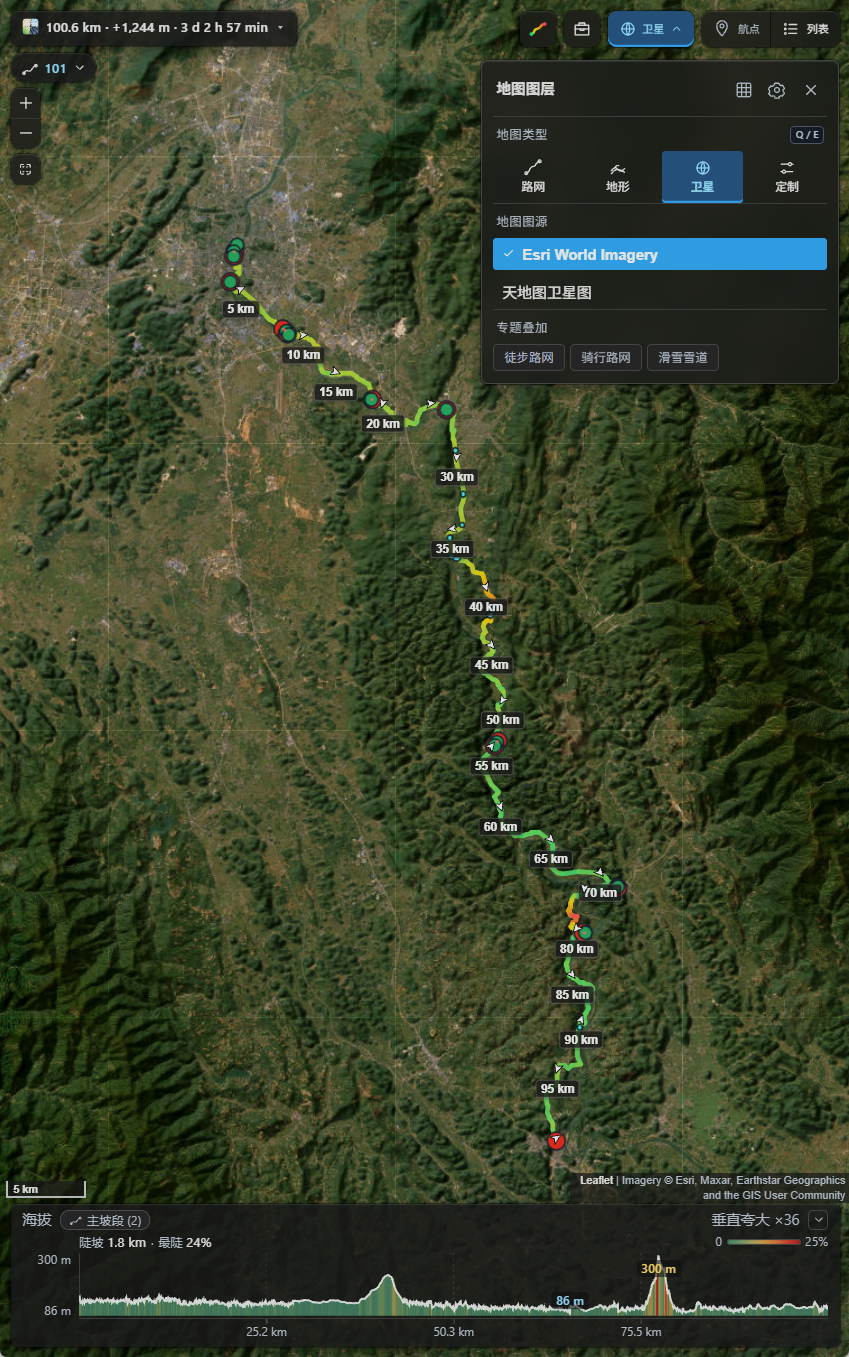 100.6 km · +1,244 m · 3 d 2 h 57 min
卫星
航点
列表
101
地图图层
地图类型
Q / E
路网
地形
卫星
定制
地图图源
Esri World Imagery
天地图卫星图
专题叠加
徒步路网
骑行路网
滑雪雪道
5 km
10 km
15 km
20 km
30 km
35 km
40 km
45 km
50 km
55 km
60 km
65 km
70 km
80 km
85 km
90 km
95 km
5 km
Leaflet | Imagery © Esri, Maxar, Earthstar Geographics
and the GIS User Community
海拔
主坡段 (2)
垂直夸大 ×36
陡坡 1.8 km · 最陡 24%
0
25%
300 m
86 m
86 m
300 m
25.2 km
50.3 km
75.5 km